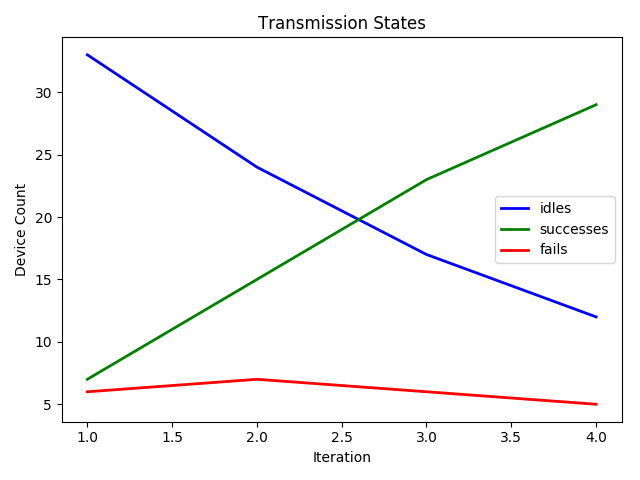 Transmission States
Device Count
30
25
20
15
10
5
idles
successes
fails
1.0 1.5 2.0 2.5 3.0 3.5 4.0
Iteration